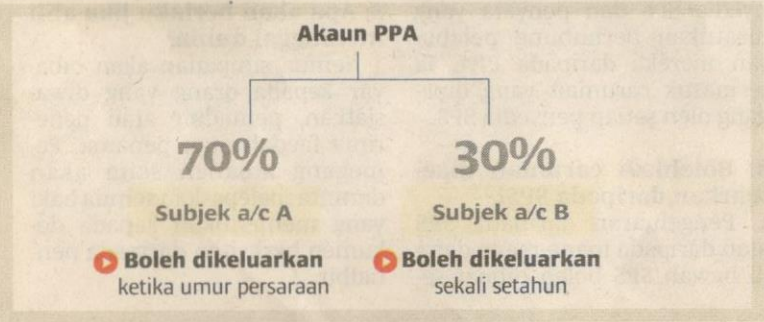 Akaun PPA
70%
30%
Subjek a/c A
Subjek a/c B
Boleh dikeluarkan
ketika umur persaraan
Boleh dikeluarkan
sekali setahun